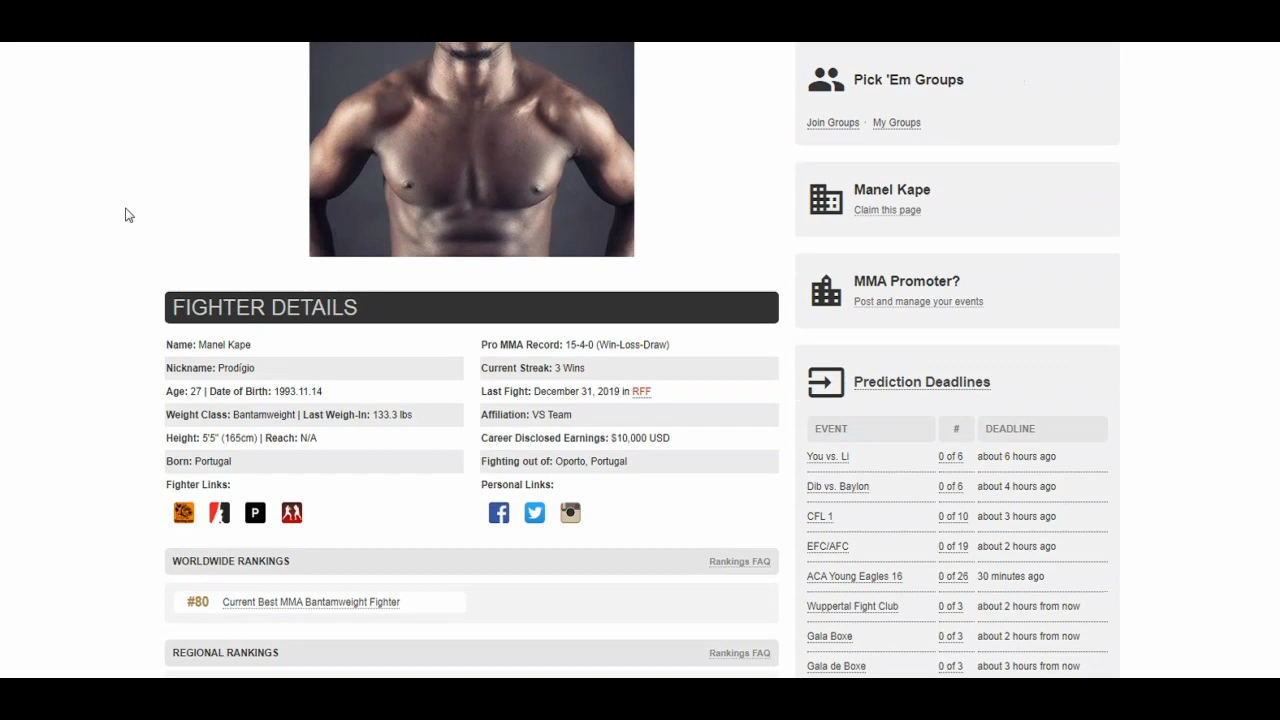 Pick 'Em Groups
Join Groups · My Groups
Manel Kape
Claim this page
MMA Promoter?
Post and manage your events
FIGHTER DETAILS
Name: Manel Kape
Pro MMA Record: 15-4-0 (Win-Loss-Draw)
Nickname: Prodígio
Current Streak: 3 Wins
Age: 27 | Date of Birth: 1993.11.14
Last Fight: December 31, 2019 in RFF
Weight Class: Bantamweight | Last Weigh-In: 133.3 lbs
Affiliation: VS Team
Height: 5'5" (165cm) | Reach: N/A
Career Disclosed Earnings: $10,000 USD
Born: Portugal
Fighting out of: Oporto, Portugal
Fighter Links:
Personal Links:
P
WORLDWIDE RANKINGS
Rankings FAQ
#80 Current Best MMA Bantamweight Fighter
REGIONAL RANKINGS
Rankings FAQ
Prediction Deadlines
EVENT # DEADLINE
You vs. Li 0 of 6 about 6 hours ago
Dib vs. Baylon 0 of 6 about 4 hours ago
CFL 1 0 of 10 about 3 hours ago
EFC/AFC 0 of 19 about 2 hours ago
ACA Young Eagles 16 0 of 26 30 minutes ago
Wuppertal Fight Club 0 of 3 about 2 hours from now
Gala Boxe 0 of 3 about 2 hours from now
Gala de Boxe 0 of 3 about 3 hours from now